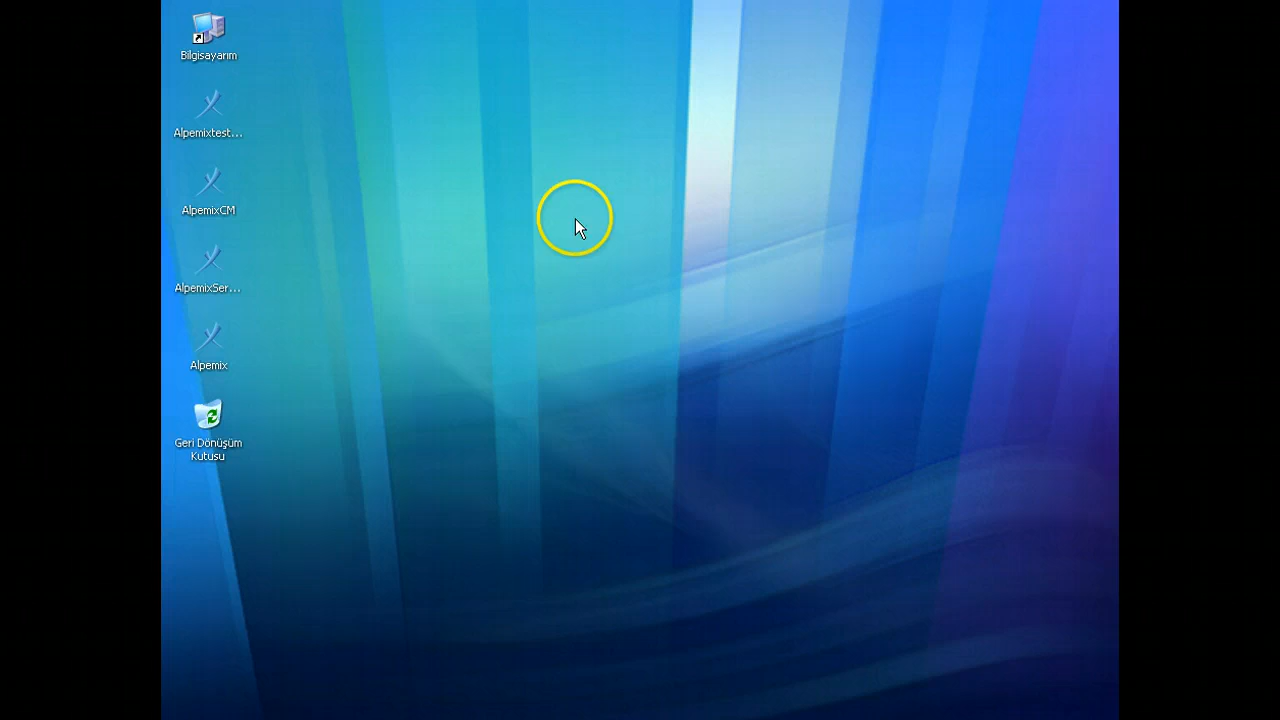 Bilgisayarım
Alpemixtest...
AlpemixCM
AlpemixSer...
Alpemix
Geri Dönüşüm
Kutusu